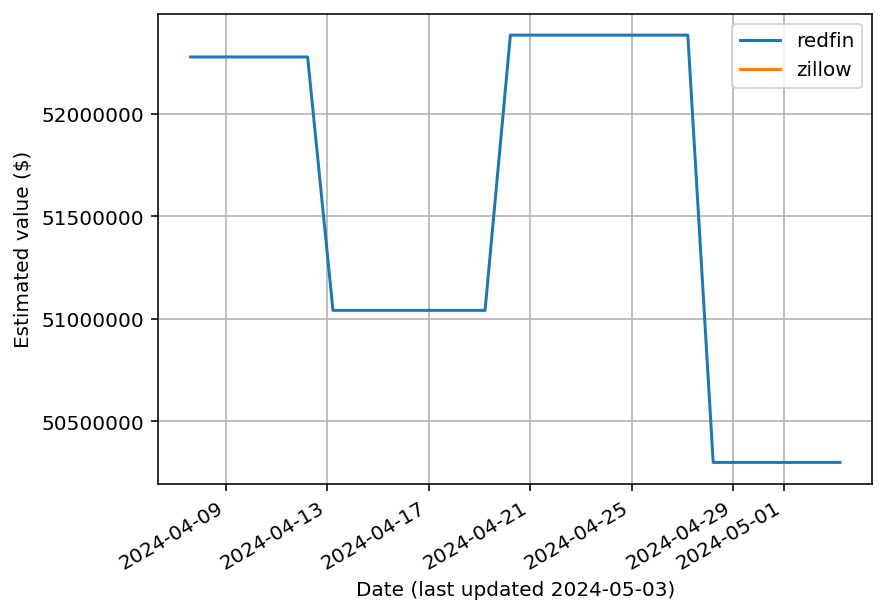 redfin
zillow
Estimated value ($)
52000000
51500000
51000000
50500000
2024-04-09
2024-04-13
2024-04-17
2024-04-21
2024-04-25
2024-04-29
2024-05-01
Date (last updated 2024-05-03)